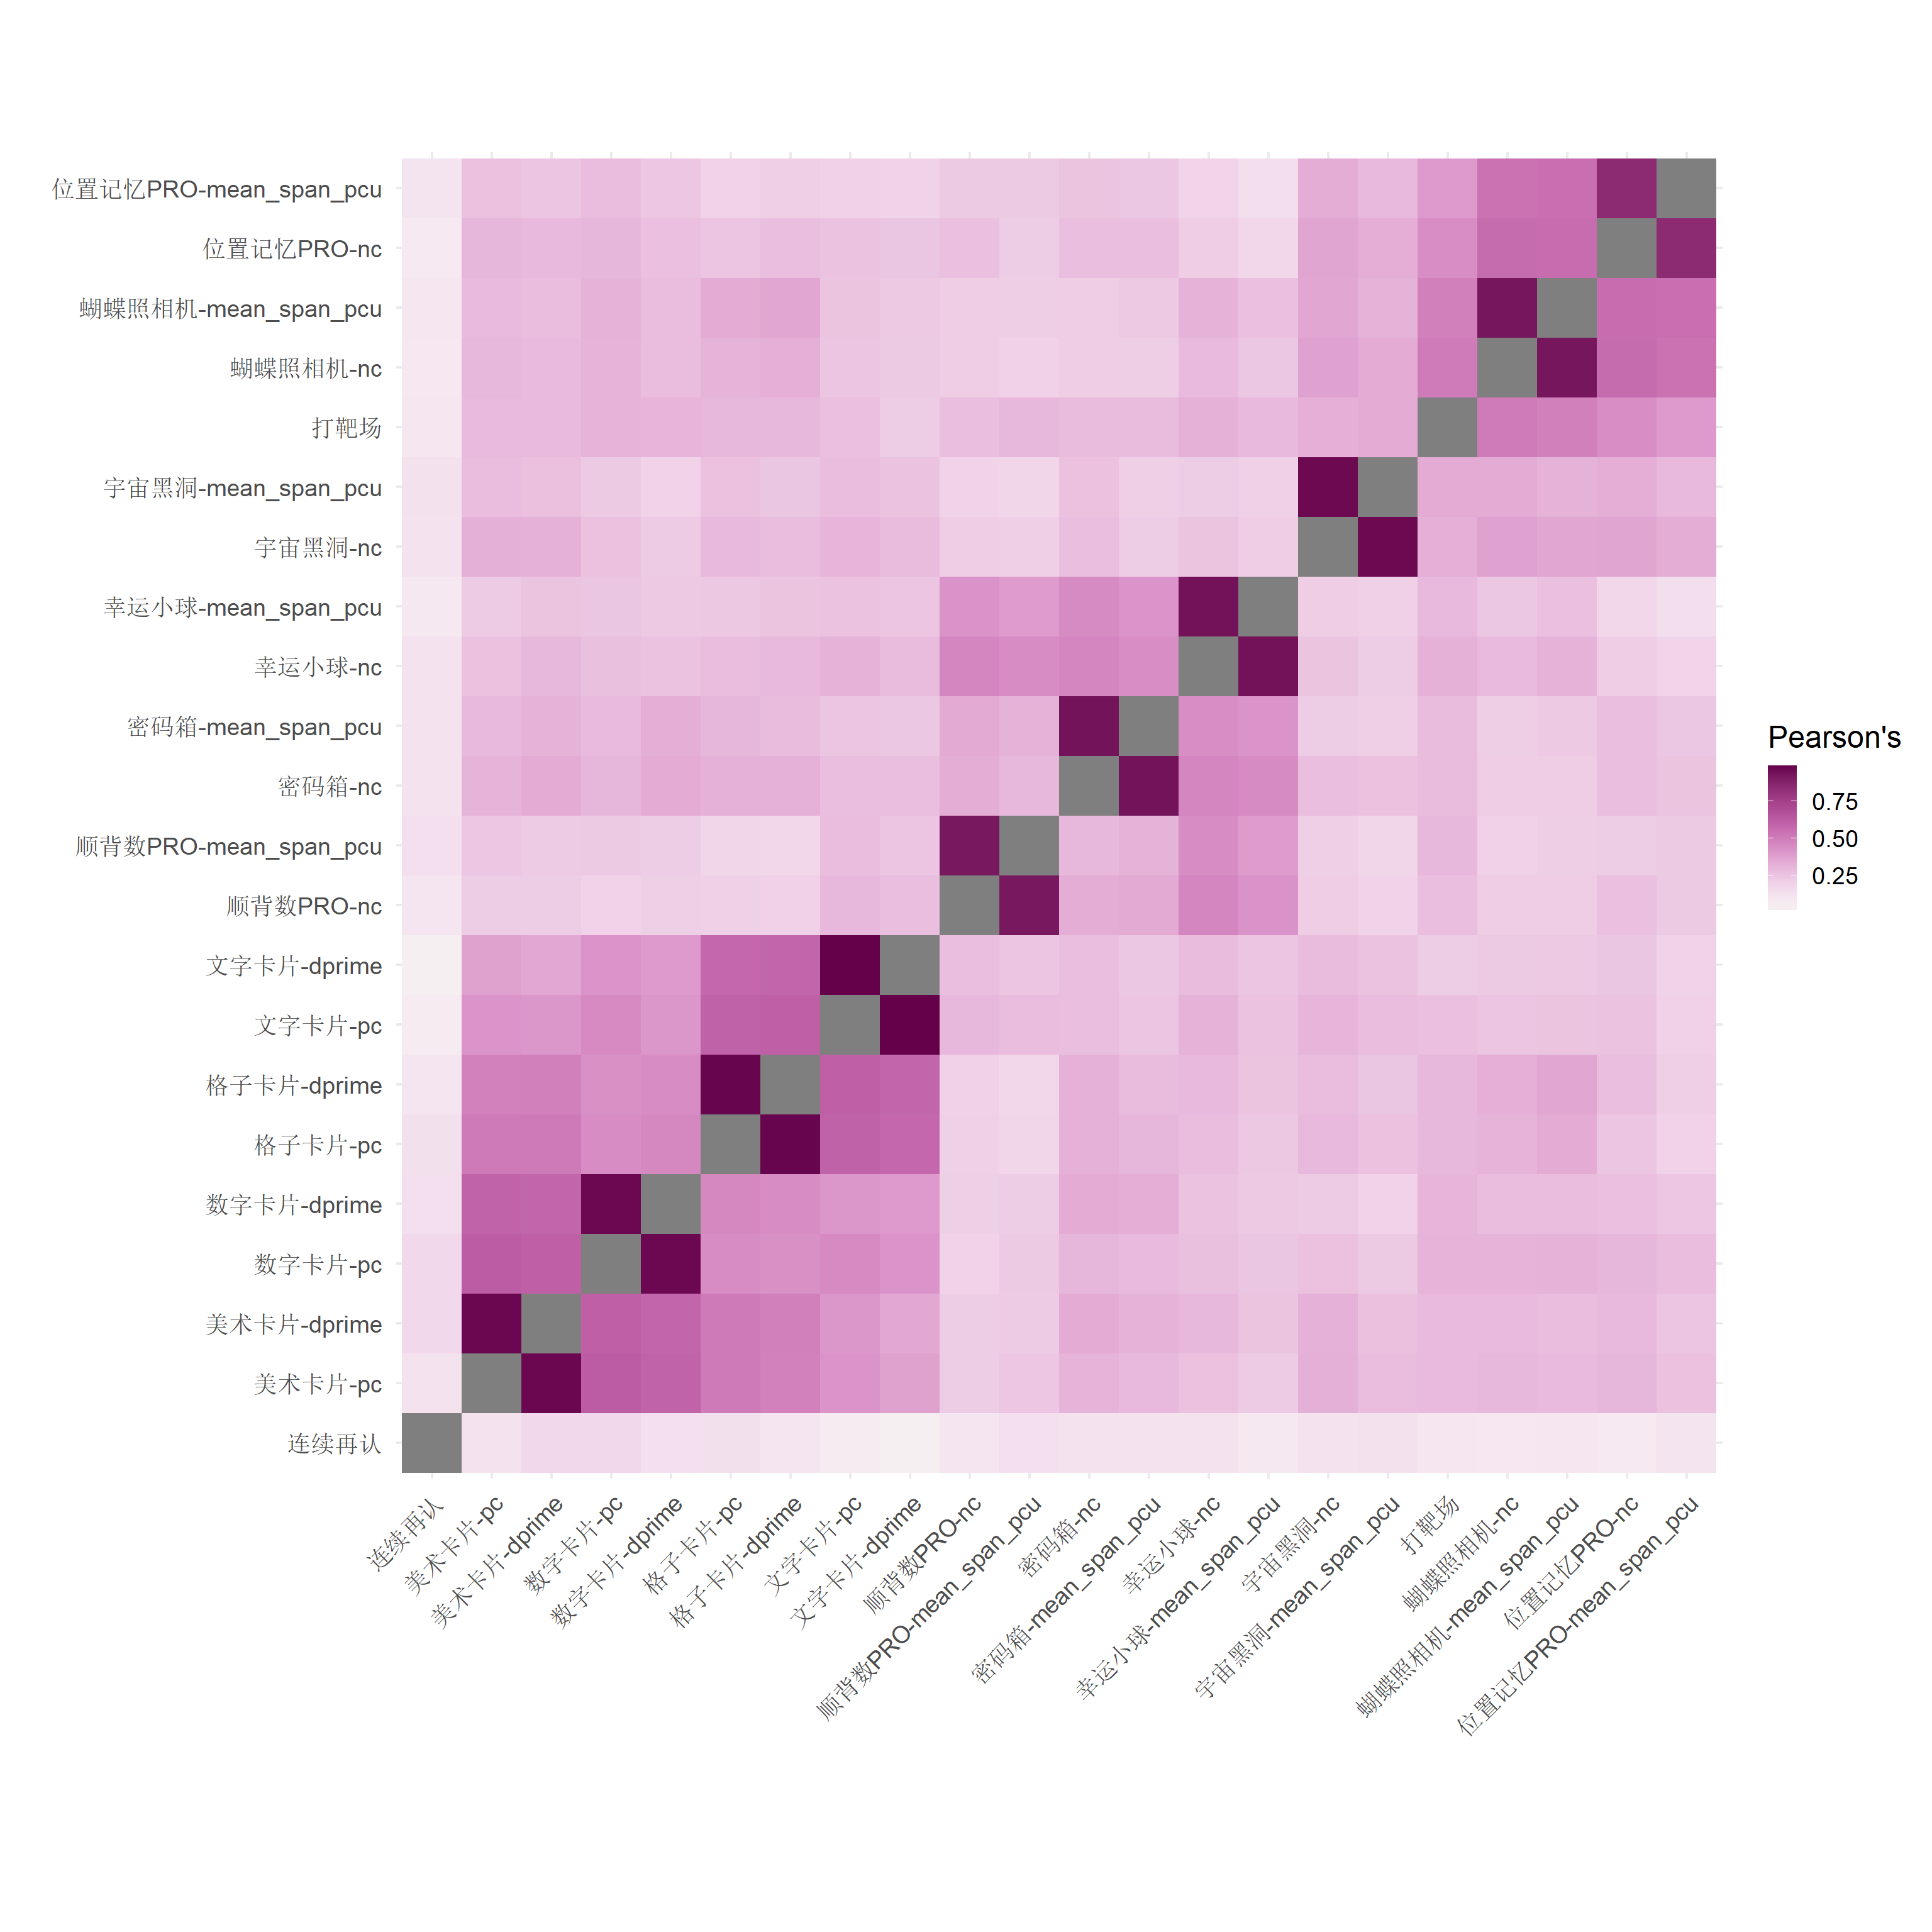 位置记忆PRO-mean_span_pcu
位置记忆PRO-nc
蝴蝶照相机-mean_span_pcu
蝴蝶照相机-nc
打靶场
宇宙黑洞-mean_span_pcu
宇宙黑洞-nc
幸运小球-mean_span_pcu
幸运小球-nc
密码箱-mean_span_pcu
密码箱-nc
顺背数PRO-mean_span_pcu
顺背数PRO-nc
文字卡片-dprime
文字卡片-pc
格子卡片-dprime
格子卡片-pc
数字卡片-dprime
数字卡片-pc
美术卡片-dprime
美术卡片-pc
连续再认
连续再认
美术卡片-pc
美术卡片-dprime
数字卡片-pc
数字卡片-dprime
格子卡片-pc
格子卡片-dprime
文字卡片-pc
文字卡片-dprime
顺背数PRO-nc
顺背数PRO-mean_span_pcu
密码箱-nc
密码箱-mean_span_pcu
幸运小球-nc
幸运小球-mean_span_pcu
宇宙黑洞-nc
宇宙黑洞-mean_span_pcu
打靶场
蝴蝶照相机-nc
蝴蝶照相机-mean_span_pcu
位置记忆PRO-nc
位置记忆PRO-mean_span_pcu
Pearson's
0.75
0.50
0.25